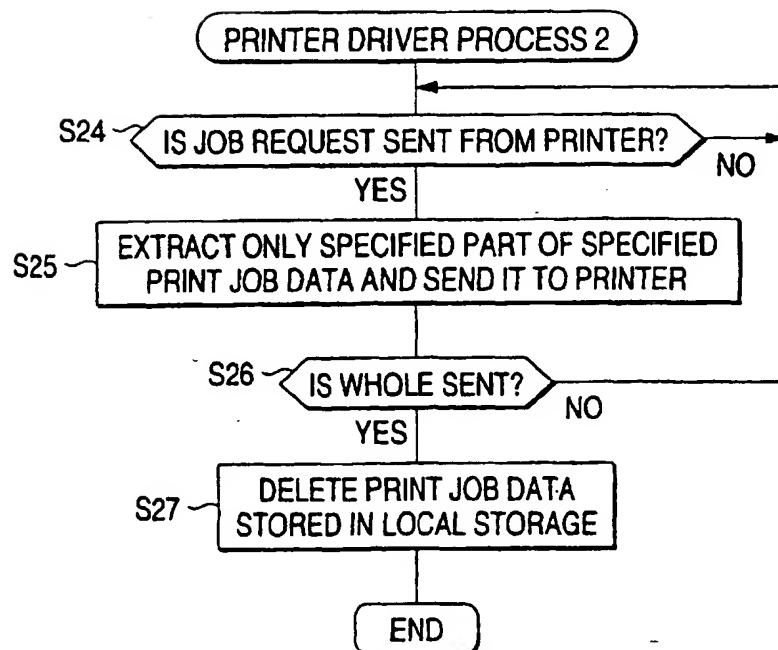 PRINTER DRIVER PROCESS 2
S24
IS JOB REQUEST SENT FROM PRINTER?
NO
YES
S25
EXTRACT ONLY SPECIFIED PART OF SPECIFIED
PRINT JOB DATA AND SEND IT TO PRINTER
S26
IS WHOLE SENT?
NO
YES
S27
DELETE PRINT JOB DATA
STORED IN LOCAL STORAGE
END